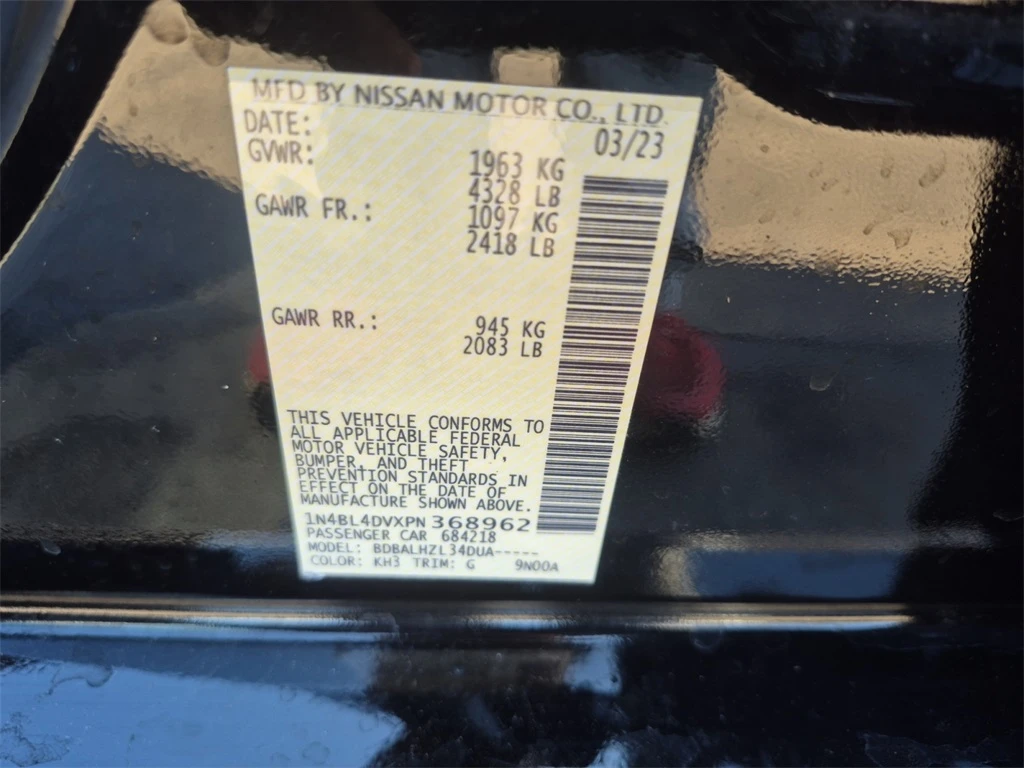 MFD BY NISSAN MOTOR CO., LTD.
DATE: 03/23
GVWR: 1963 KG
4328 LB
GAWR FR.: 1097 KG
2418 LB
GAWR RR.: 945 KG
2083 LB
THIS VEHICLE CONFORMS TO
ALL APPLICABLE FEDERAL
MOTOR VEHICLE SAFETY,
BUMPER, AND THEFT
PREVENTION STANDARDS IN
EFFECT ON THE DATE OF
MANUFACTURE SHOWN ABOVE.
1N4BL4DVXPN368962
PASSENGER CAR 684218
MODEL: BDBALHZL34DUA-----
COLOR: KH3 TRIM: G 9N00A